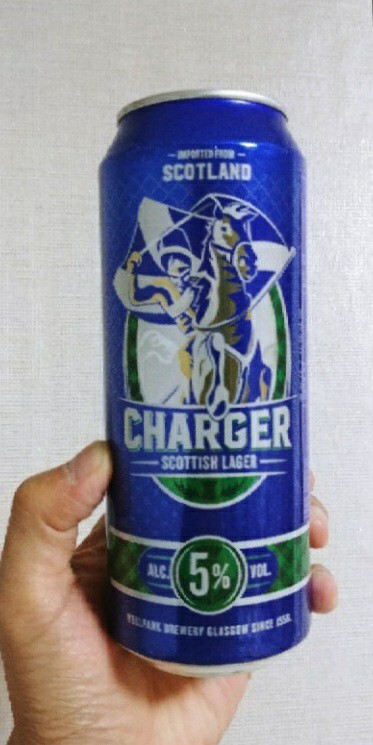 IMPORTED FROM
SCOTLAND
CHARGER
SCOTTISH LAGER
ALC. 5% VOL.
WELLPARK BREWERY GLASGOW SINCE 1556.